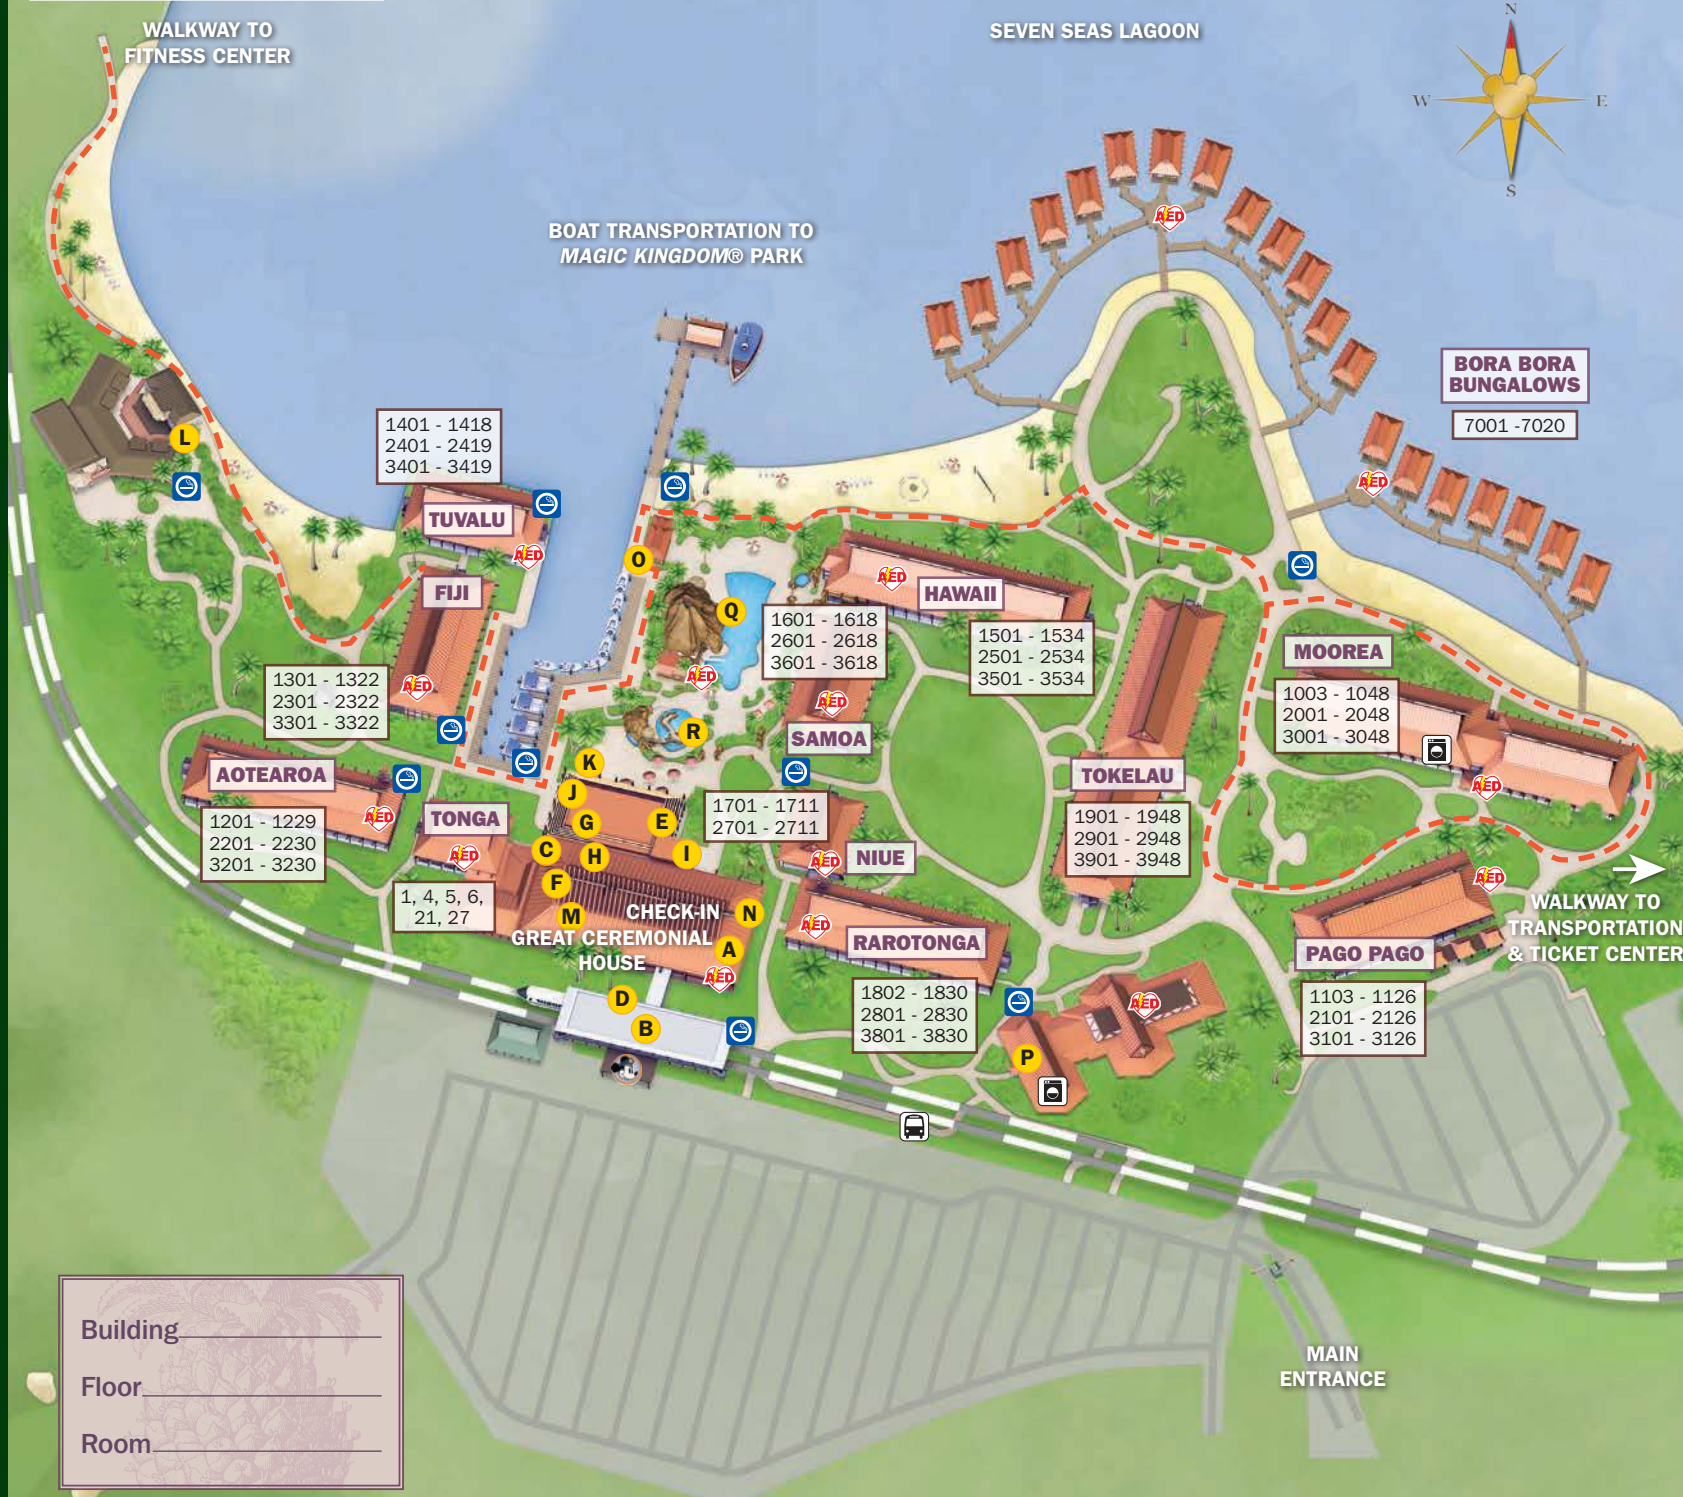 WALKWAY TO
FITNESS CENTER
SEVEN SEAS LAGOON
N
W
E
S
BOAT TRANSPORTATION TO
MAGIC KINGDOM® PARK
AED
BORA BORA
BUNGALOWS
7001 -7020
AED
L
1401 - 1418
2401 - 2419
3401 - 3419
TUVALU
AED
FIJI
1301 - 1322
2301 - 2322
3301 - 3322
AED
O
Q
AED
R
1601 - 1618
2601 - 2618
3601 - 3618
AED
SAMOA
AED
HAWAII
1501 - 1534
2501 - 2534
3501 - 3534
MOOREA
1003 - 1048
2001 - 2048
3001 - 3048
AED
AOTEAROA
AED
1201 - 1229
2201 - 2230
3201 - 3230
TONGA
AED
1, 4, 5, 6,
21, 27
K
J
G
E
C
H
I
F
M
N
A
CHECK-IN
GREAT CEREMONIAL
HOUSE
AED
D
B
1701 - 1711
2701 - 2711
AED
NIUE
TOKELAU
1901 - 1948
2901 - 2948
3901 - 3948
AED
RAROTONGA
1802 - 1830
2801 - 2830
3801 - 3830
AED
P
AED
PAGO PAGO
1103 - 1126
2101 - 2126
3101 - 3126
WALKWAY TO
TRANSPORTATION
& TICKET CENTER
MAIN
ENTRANCE
Building
Floor
Room